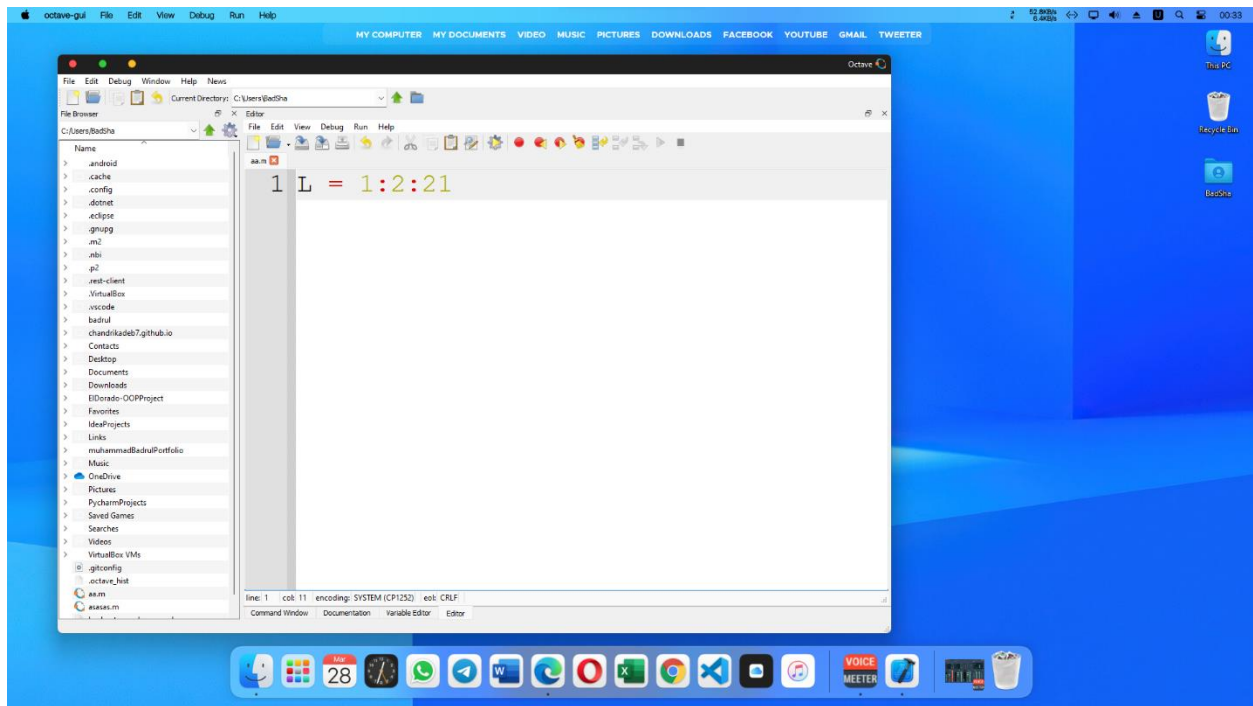 octave-gui File Edit View Debug Run Help
52.8KB/s
6.4KB/s
00:33
MY COMPUTER MY DOCUMENTS VIDEO MUSIC PICTURES DOWNLOADS FACEBOOK YOUTUBE GMAIL TWEETER
This PC
Recycle Bin
BadSha
Octave
File Edit Debug Window Help News
Current Directory: C:\Users\BadSha
File Browser
C:/Users/BadSha
Name
.android
.cache
.config
.dotnet
.eclipse
.gnupg
.m2
.nbi
.p2
.rest-client
.VirtualBox
.vscode
badrul
chandrikadeb7.github.io
Contacts
Desktop
Documents
Downloads
ElDorado-OOPProject
Favorites
IdeaProjects
Links
muhammadBadrulPortfolio
Music
OneDrive
Pictures
PycharmProjects
Saved Games
Searches
Videos
VirtualBox VMs
.gitconfig
.octave_hist
aa.m
asasas.m
Editor
File Edit View Debug Run Help
aa.m
1 L = 1:2:21
line: 1 col: 11 encoding: SYSTEM (CP1252) eol: CRLF
Command Window Documentation Variable Editor Editor
Mar
28
VOICE
MEETER